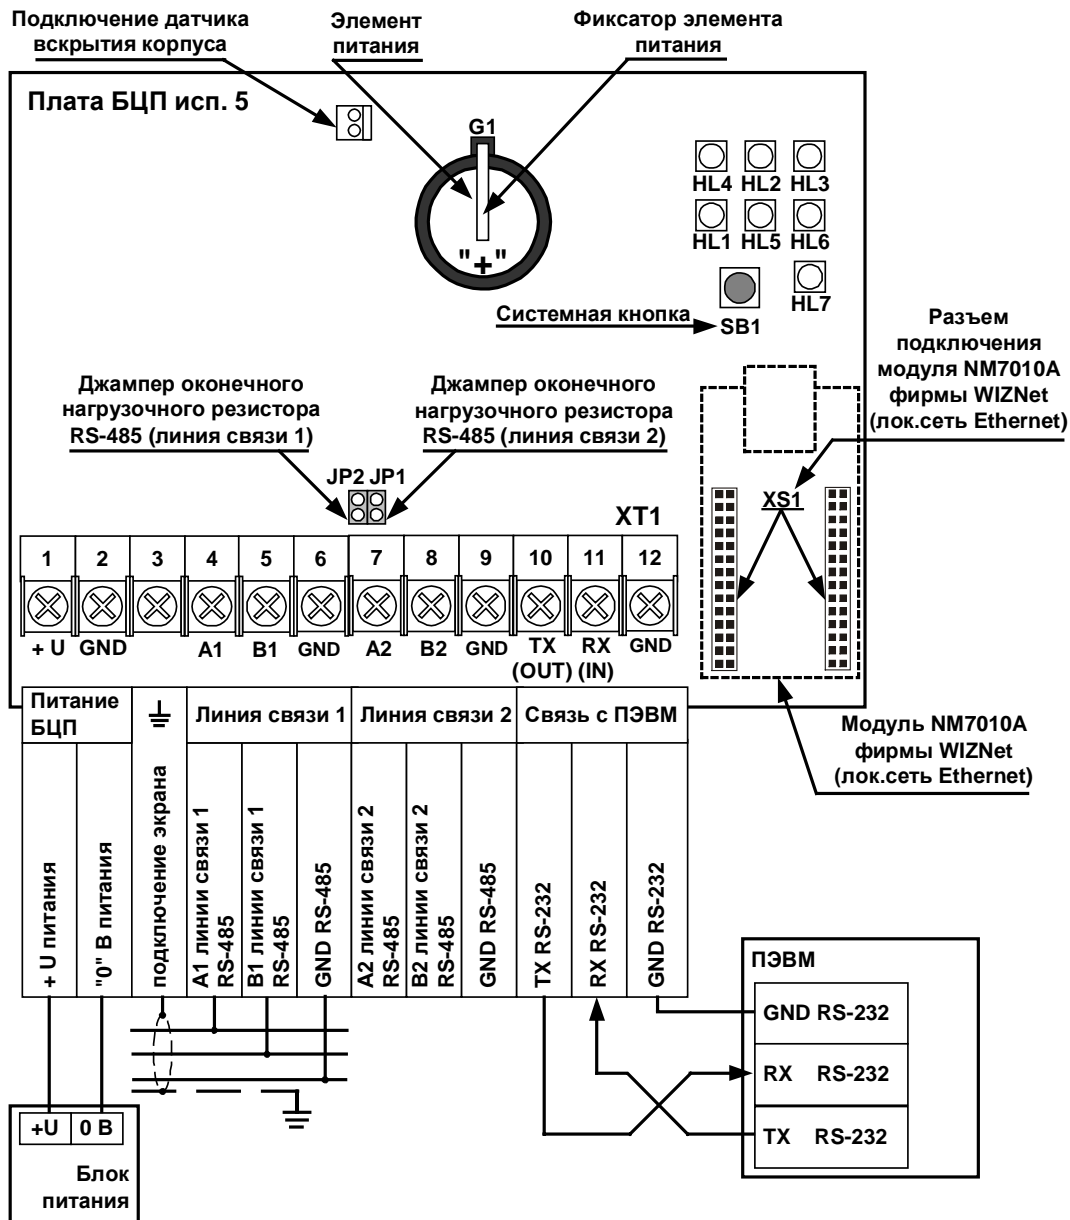 Подключение датчика
вскрытия корпуса
Элемент
питания
Фиксатор элемента
питания
Плата БЦП исп. 5
G1
"+"
HL4 HL2 HL3
HL1 HL5 HL6
HL7
Системная кнопка
SB1
Разъем
подключения
модуля NM7010A
фирмы WIZNet
(лок.сеть Ethernet)
Джампер оконечного
нагрузочного резистора
RS-485 (линия связи 1)
Джампер оконечного
нагрузочного резистора
RS-485 (линия связи 2)
JP2 JP1
XS1
XT1
1 2 3 4 5 6 7 8 9 10 11 12
+ U GND A1 B1 GND A2 B2 GND TX RX GND
(OUT) (IN)
Питание
БЦП
Линия связи 1
Линия связи 2
Связь с ПЭВМ
Модуль NM7010A
фирмы WIZNet
(лок.сеть Ethernet)
+ U питания
"0" В питания
подключение экрана
A1 линии связи 1
RS-485
B1 линии связи 1
RS-485
GND RS-485
A2 линии связи 2
RS-485
B2 линии связи 2
RS-485
GND RS-485
TX RS-232
RX RS-232
GND RS-232
ПЭВМ
GND RS-232
RX RS-232
TX RS-232
+U 0 В
Блок
питания